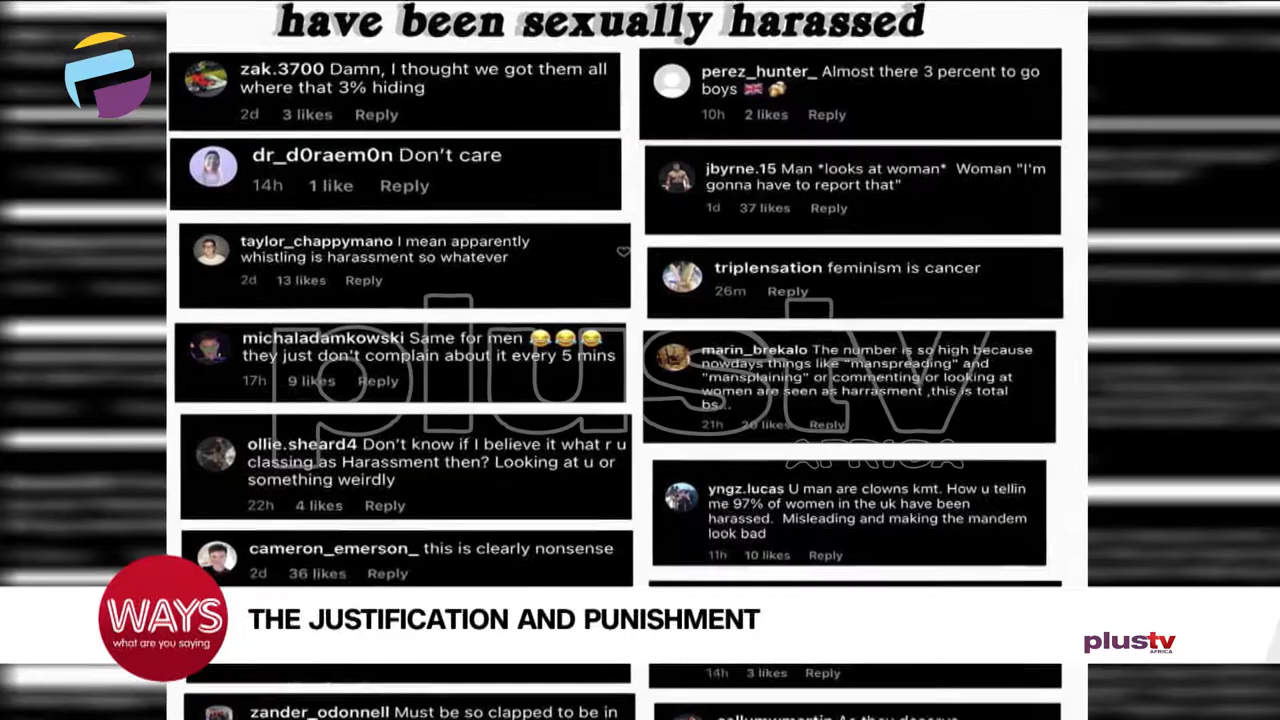 have been sexually harassed
zak.3700 Damn, I thought we got them all
where that 3% hiding
2d 3 likes Reply
dr_d0raem0n Don't care
14h 1 like Reply
taylor_chappymano I mean apparently
whistling is harassment so whatever
2d 13 likes Reply
michaladamkowski Same for men 😂😂😂
they just don't complain about it every 5 mins
17h 9 likes Reply
ollie.sheard4 Don't know if I believe it what r u
classing as Harassment then? Looking at u or
something weirdly
22h 4 likes Reply
cameron_emerson_ this is clearly nonsense
2d 36 likes Reply
zander_odonnell Must be so clapped to be in
perez_hunter_ Almost there 3 percent to go
boys 🇬🇧 🍻
10h 2 likes Reply
jbyrne.15 Man *looks at woman* Woman "I'm
gonna have to report that"
1d 37 likes Reply
triplensation feminism is cancer
26m Reply
marin_brekalo The number is so high because
nowdays things like "manspreading" and
"mansplaining" or commenting or looking at
women are seen as harrasment ,this is total
bs...
21h 20 likes Reply
yngz.lucas U man are clowns kmt. How u tellin
me 97% of women in the uk have been
harassed. Misleading and making the mandem
look bad
11h 10 likes Reply
14h 3 likes Reply
plustv
AFRICA
WAYS
what are you saying
THE JUSTIFICATION AND PUNISHMENT
plustv
AFRICA